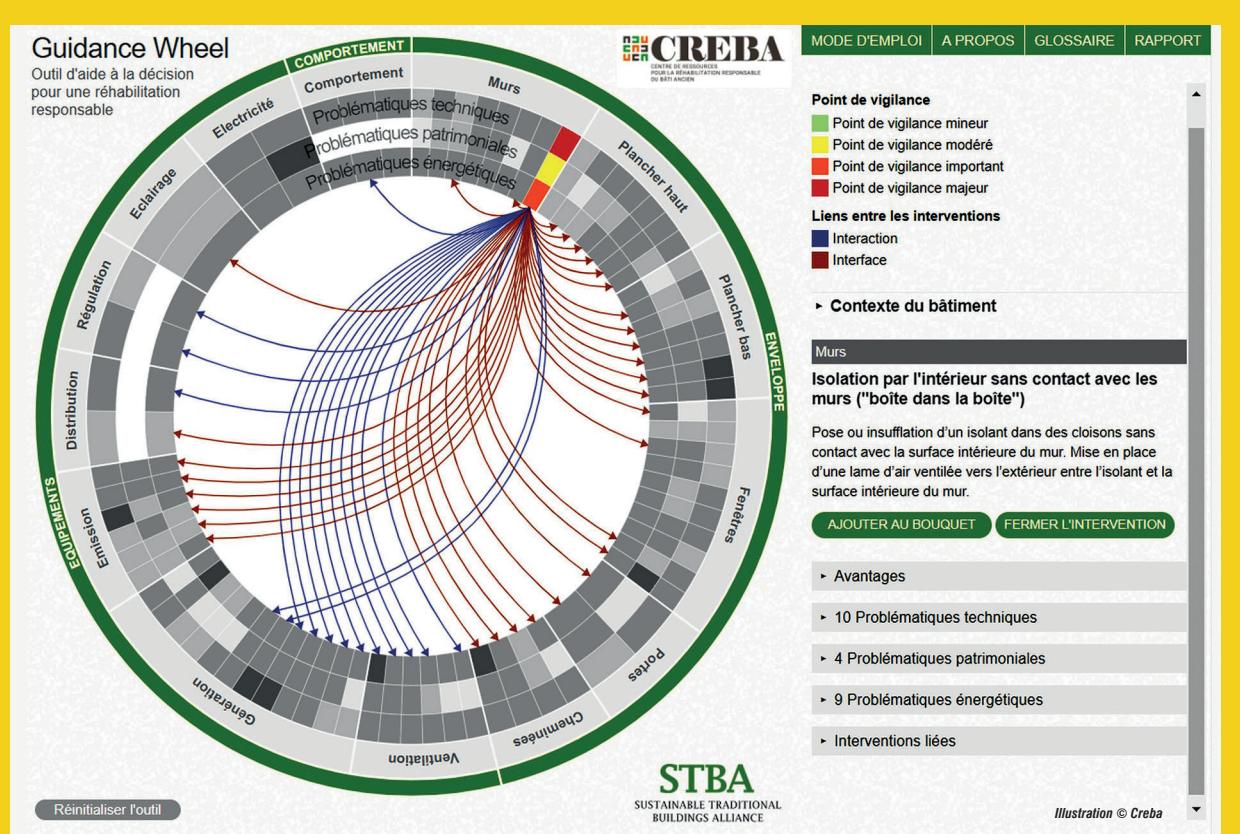 Guidance Wheel
Outil d'aide à la décision
pour une réhabilitation
responsable
CREBA
CENTRE DE RESSOURCES
POUR LA RÉHABILITATION RESPONSABLE
DU BÂTI ANCIEN
COMPORTEMENT
ENVELOPPE
EQUIPEMENTS
Comportement
Murs
Plancher haut
Plancher bas
Fenêtres
Portes
Cheminées
Ventilation
Génération
Emission
Distribution
Régulation
Eclairage
Electricité
Problématiques techniques
Problématiques patrimoniales
Problématiques énergétiques
Réinitialiser l'outil
STBA
SUSTAINABLE TRADITIONAL
BUILDINGS ALLIANCE
MODE D'EMPLOI
A PROPOS
GLOSSAIRE
RAPPORT
Point de vigilance
Point de vigilance mineur
Point de vigilance modéré
Point de vigilance important
Point de vigilance majeur
Liens entre les interventions
Interaction
Interface
Contexte du bâtiment
Murs
Isolation par l'intérieur sans contact avec les
murs ("boîte dans la boîte")
Pose ou insufflation d'un isolant dans des cloisons sans
contact avec la surface intérieure du mur. Mise en place
d'une lame d'air ventilée vers l'extérieur entre l'isolant et la
surface intérieure du mur.
AJOUTER AU BOUQUET
FERMER L'INTERVENTION
Avantages
10 Problématiques techniques
4 Problématiques patrimoniales
9 Problématiques énergétiques
Interventions liées
Illustration © Creba